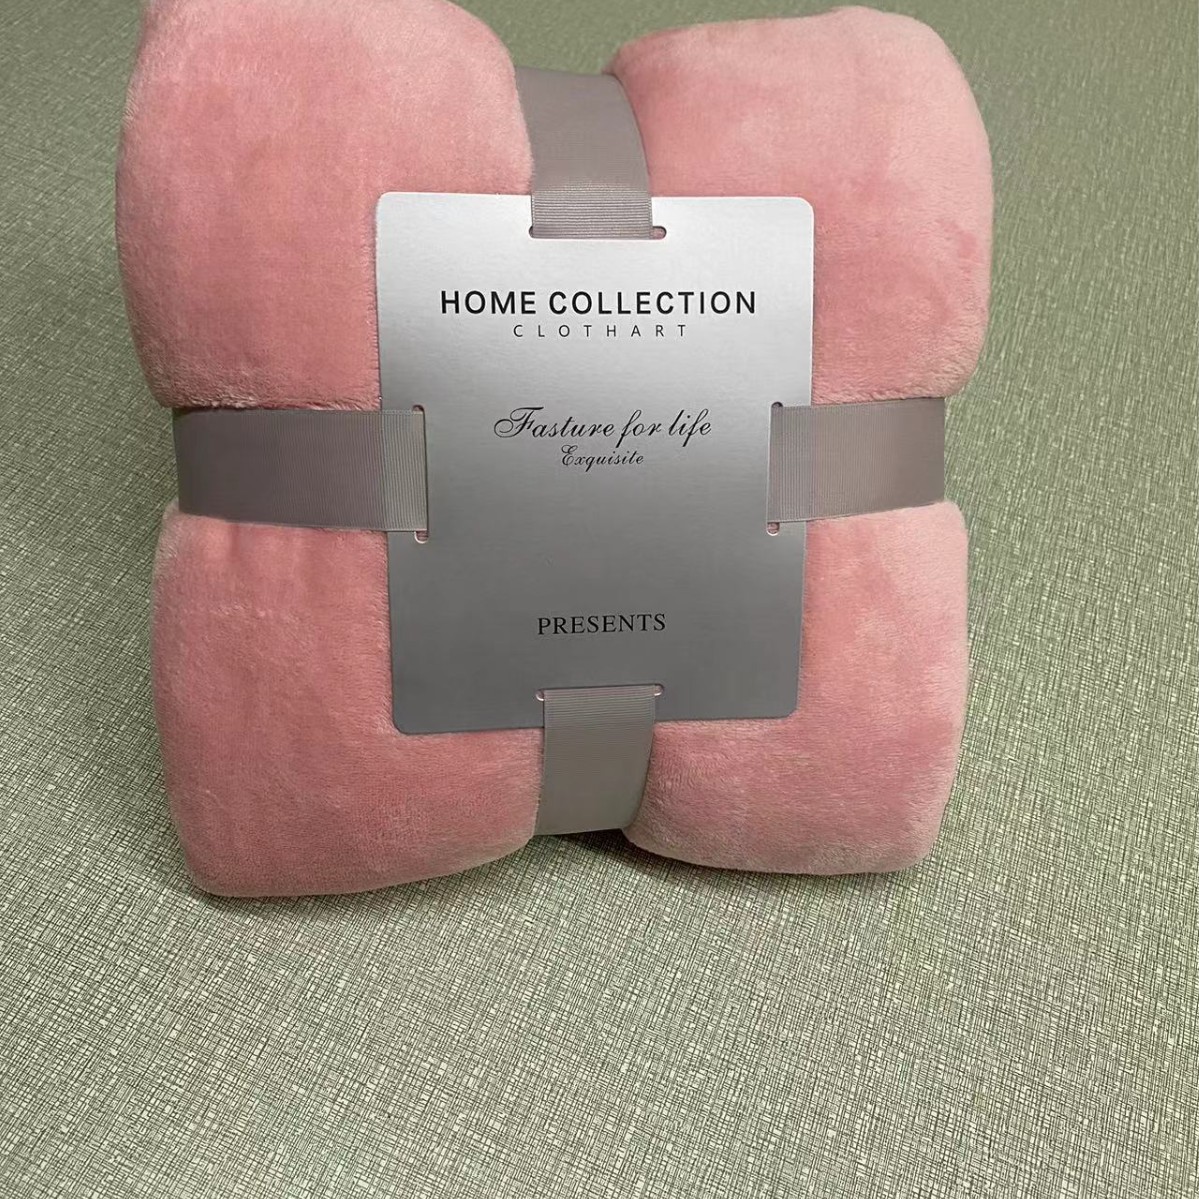 HOME COLLECTION
CLOTHART
Fasture for life
Exquisite
PRESENTS